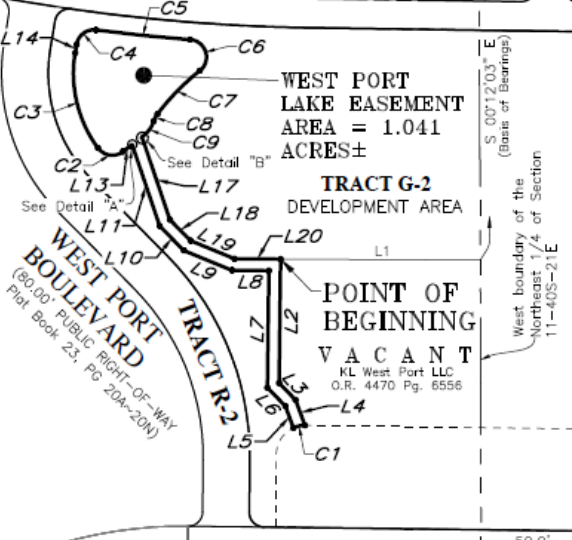 C5
L14
C4
C6
C3
C7
C8
C9
C2
L13
See Detail "A"
See Detail "B"
WEST PORT
LAKE EASEMENT
AREA = 1.041
ACRES±
TRACT G-2
DEVELOPMENT AREA
S 00°12'03" E
(Basis of Bearings)
L17
L11
L18
L10
L19
L20
L9
L8
L1
West boundary of the
Northeast 1/4 of Section
11-40S-21E
WEST PORT
BOULEVARD
(80.00' PUBLIC RIGHT-OF-WAY
Plat Book 23, PG 20A~20N)
TRACT R-2
POINT OF
BEGINNING
L7
L2
VACANT
KL West Port LLC
O.R. 4470 Pg. 6556
L3
L6
L4
L5
C1